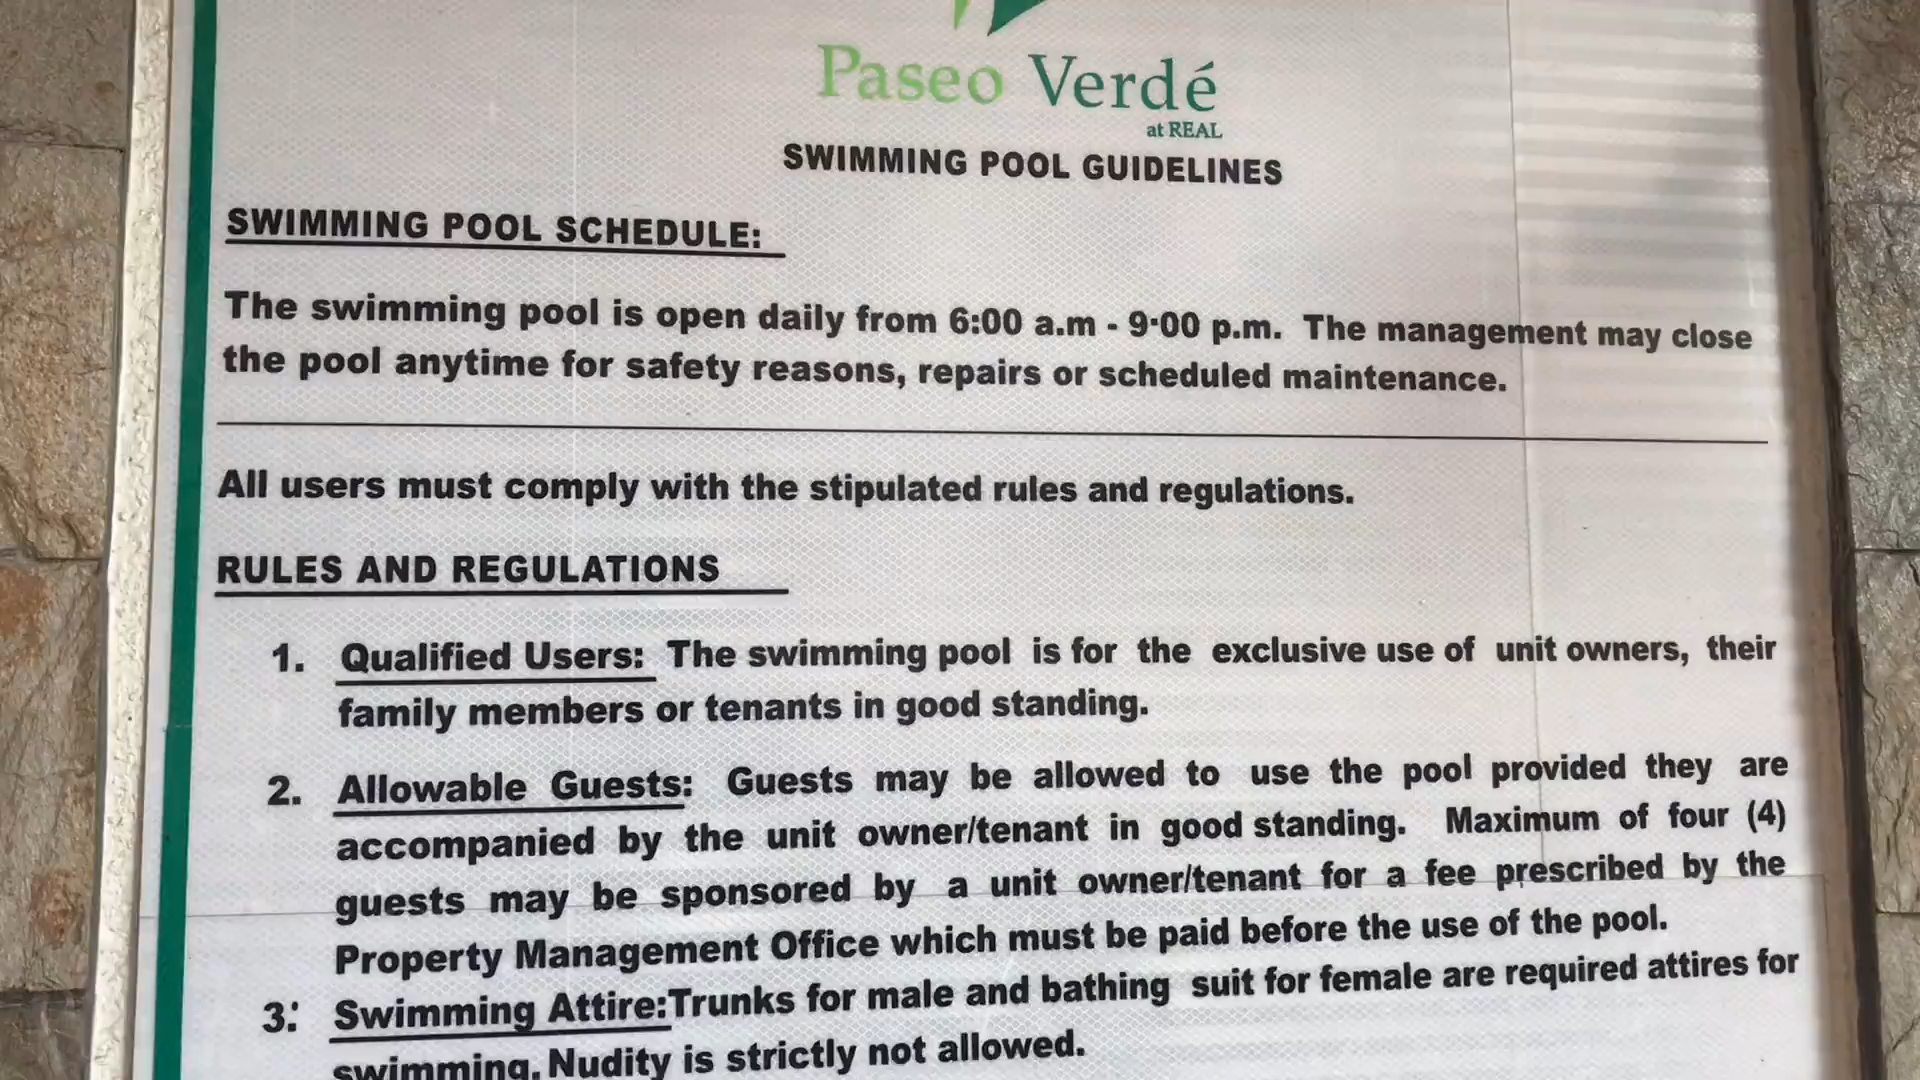 Paseo Verdé
at REAL
SWIMMING POOL GUIDELINES
SWIMMING POOL SCHEDULE:
The swimming pool is open daily from 6:00 a.m - 9:00 p.m. The management may close
the pool anytime for safety reasons, repairs or scheduled maintenance.
All users must comply with the stipulated rules and regulations.
RULES AND REGULATIONS
1. Qualified Users: The swimming pool is for the exclusive use of unit owners, their
family members or tenants in good standing.
2. Allowable Guests: Guests may be allowed to use the pool provided they are
accompanied by the unit owner/tenant in good standing. Maximum of four (4)
guests may be sponsored by a unit owner/tenant for a fee prescribed by the
Property Management Office which must be paid before the use of the pool.
3. Swimming Attire:Trunks for male and bathing suit for female are required attires for
swimming. Nudity is strictly not allowed.